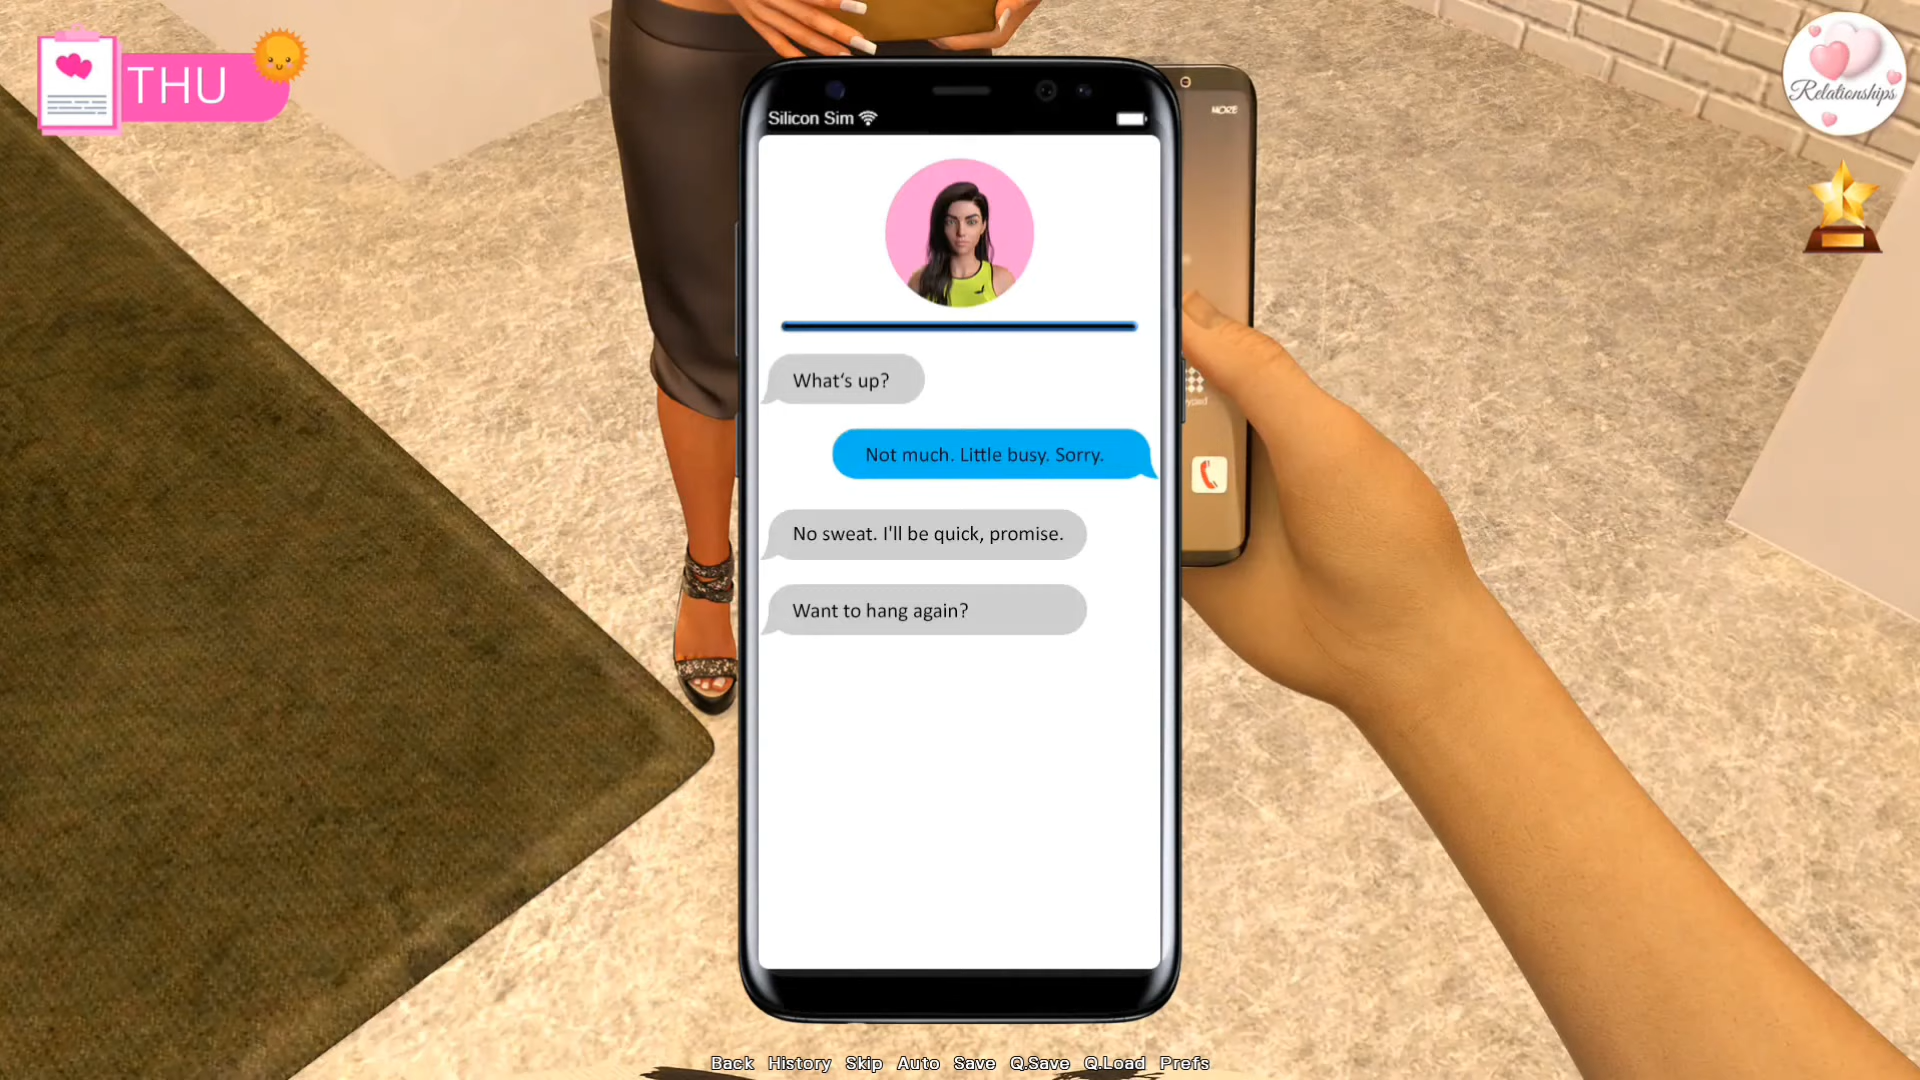 THU
Relationships
MORE
Silicon Sim
What's up?
Not much. Little busy. Sorry.
No sweat. I'll be quick, promise.
Want to hang again?
Back History Skip Auto Save Q.Save Q.Load Prefs